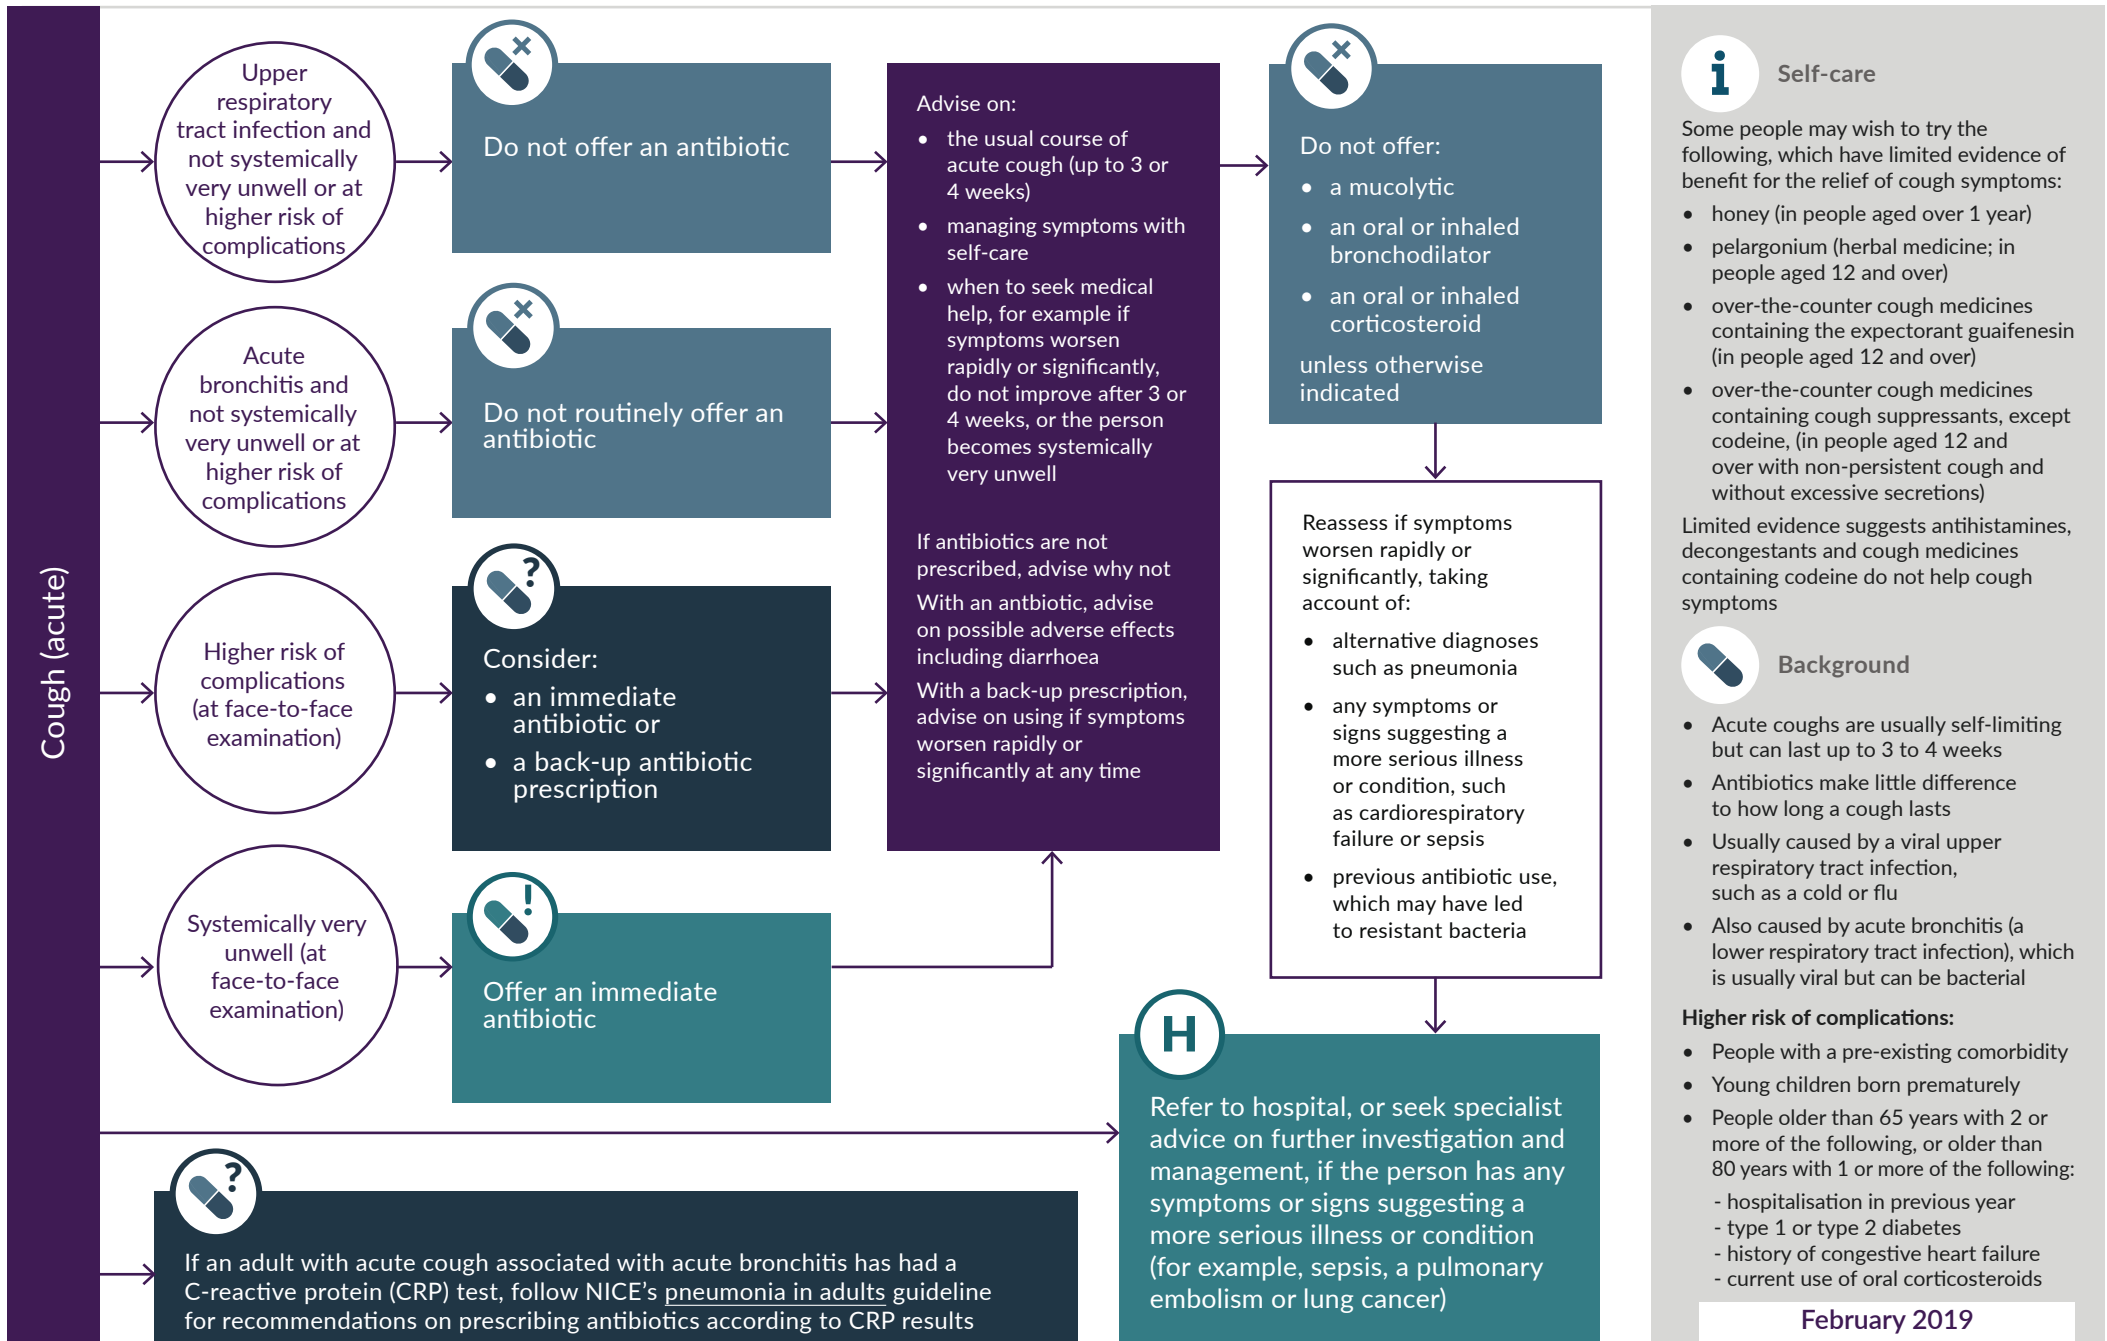 Cough (acute)
Upper
respiratory
tract infection and
not systemically
very unwell or at
higher risk of
complications
Do not offer an antibiotic
Acute
bronchitis and
not systemically
very unwell or at
higher risk of
complications
Do not routinely offer an
antibiotic
Higher risk of
complications
(at face-to-face
examination)
?
Consider:
• an immediate
antibiotic or
• a back-up antibiotic
prescription
Systemically very
unwell (at
face-to-face
examination)
!
Offer an immediate
antibiotic
Advise on:
• the usual course of
acute cough (up to 3 or
4 weeks)
• managing symptoms with
self-care
• when to seek medical
help, for example if
symptoms worsen
rapidly or significantly,
do not improve after 3 or
4 weeks, or the person
becomes systemically
very unwell
If antibiotics are not
prescribed, advise why not
With an antbiotic, advise
on possible adverse effects
including diarrhoea
With a back-up prescription,
advise on using if symptoms
worsen rapidly or
significantly at any time
Do not offer:
• a mucolytic
• an oral or inhaled
bronchodilator
• an oral or inhaled
corticosteroid
unless otherwise
indicated
Reassess if symptoms
worsen rapidly or
significantly, taking
account of:
• alternative diagnoses
such as pneumonia
• any symptoms or
signs suggesting a
more serious illness
or condition, such
as cardiorespiratory
failure or sepsis
• previous antibiotic use,
which may have led
to resistant bacteria
H
Refer to hospital, or seek specialist
advice on further investigation and
management, if the person has any
symptoms or signs suggesting a
more serious illness or condition
(for example, sepsis, a pulmonary
embolism or lung cancer)
?
If an adult with acute cough associated with acute bronchitis has had a
C-reactive protein (CRP) test, follow NICE's pneumonia in adults guideline
for recommendations on prescribing antibiotics according to CRP results
i
Self-care
Some people may wish to try the
following, which have limited evidence of
benefit for the relief of cough symptoms:
• honey (in people aged over 1 year)
• pelargonium (herbal medicine; in
people aged 12 and over)
• over-the-counter cough medicines
containing the expectorant guaifenesin
(in people aged 12 and over)
• over-the-counter cough medicines
containing cough suppressants, except
codeine, (in people aged 12 and
over with non-persistent cough and
without excessive secretions)
Limited evidence suggests antihistamines,
decongestants and cough medicines
containing codeine do not help cough
symptoms
Background
• Acute coughs are usually self-limiting
but can last up to 3 to 4 weeks
• Antibiotics make little difference
to how long a cough lasts
• Usually caused by a viral upper
respiratory tract infection,
such as a cold or flu
• Also caused by acute bronchitis (a
lower respiratory tract infection), which
is usually viral but can be bacterial
Higher risk of complications:
• People with a pre-existing comorbidity
• Young children born prematurely
• People older than 65 years with 2 or
more of the following, or older than
80 years with 1 or more of the following:
- hospitalisation in previous year
- type 1 or type 2 diabetes
- history of congestive heart failure
- current use of oral corticosteroids
February 2019